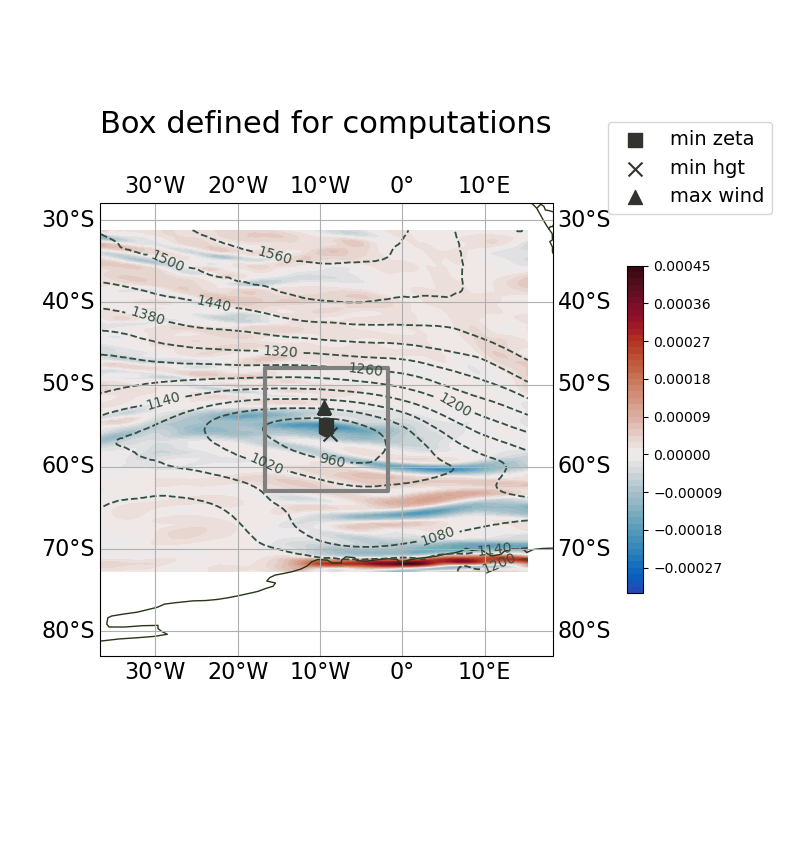 Box defined for computations
min zeta
min hgt
max wind
30°W 20°W 10°W 0° 10°E
30°S 30°S
40°S 40°S
50°S 50°S
60°S 60°S
70°S 70°S
80°S 80°S
30°W 20°W 10°W 0° 10°E
1560
1500
1440
1380
1320
1260
1200
1140
1020
960
1080
1140
1200
0.00045
0.00036
0.00027
0.00018
0.00009
0.00000
−0.00009
−0.00018
−0.00027